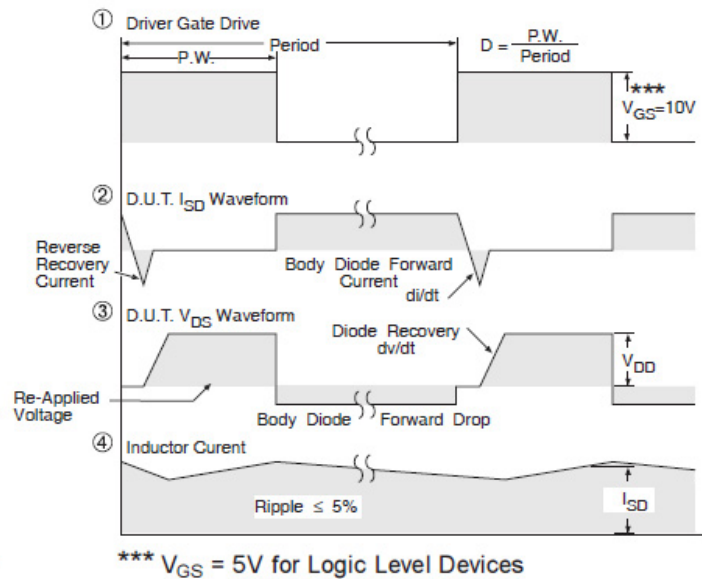 ① Driver Gate Drive
P.W.
Period
D = P.W.
Period
***
VGS=10V
② D.U.T. ISD Waveform
Reverse
Recovery
Current
Body Diode Forward
Current
di/dt
③ D.U.T. VDS Waveform
Diode Recovery
dv/dt
VDD
Re-Applied
Voltage
Body Diode Forward Drop
④ Inductor Curent
Ripple ≤ 5%
ISD
*** VGS = 5V for Logic Level Devices